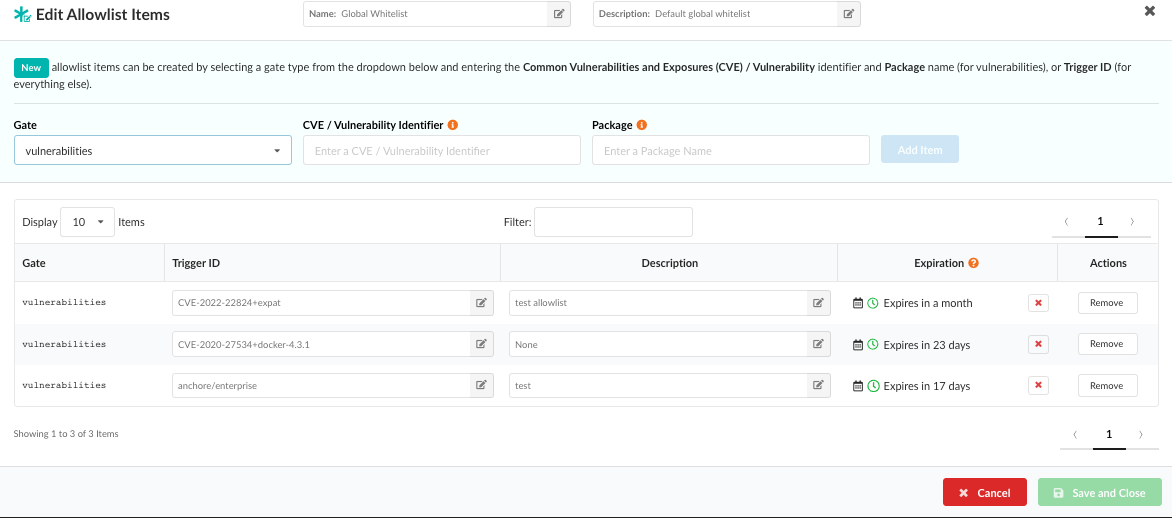 Edit Allowlist Items
Name: Global Whitelist
Description: Default global whitelist
New allowlist items can be created by selecting a gate type from the dropdown below and entering the Common Vulnerabilities and Exposures (CVE) / Vulnerability identifier and Package name (for vulnerabilities), or Trigger ID (for
everything else).
Gate CVE / Vulnerability Identifier Package
vulnerabilities Enter a CVE / Vulnerability Identifier Enter a Package Name Add Item
Display 10 Items Filter: 1
Gate Trigger ID Description Expiration Actions
vulnerabilities CVE-2022-22824+expat test allowlist Expires in a month Remove
vulnerabilities CVE-2020-27534+docker-4.3.1 None Expires in 23 days Remove
vulnerabilities anchore/enterprise test Expires in 17 days Remove
Showing 1 to 3 of 3 Items 1
Cancel Save and Close